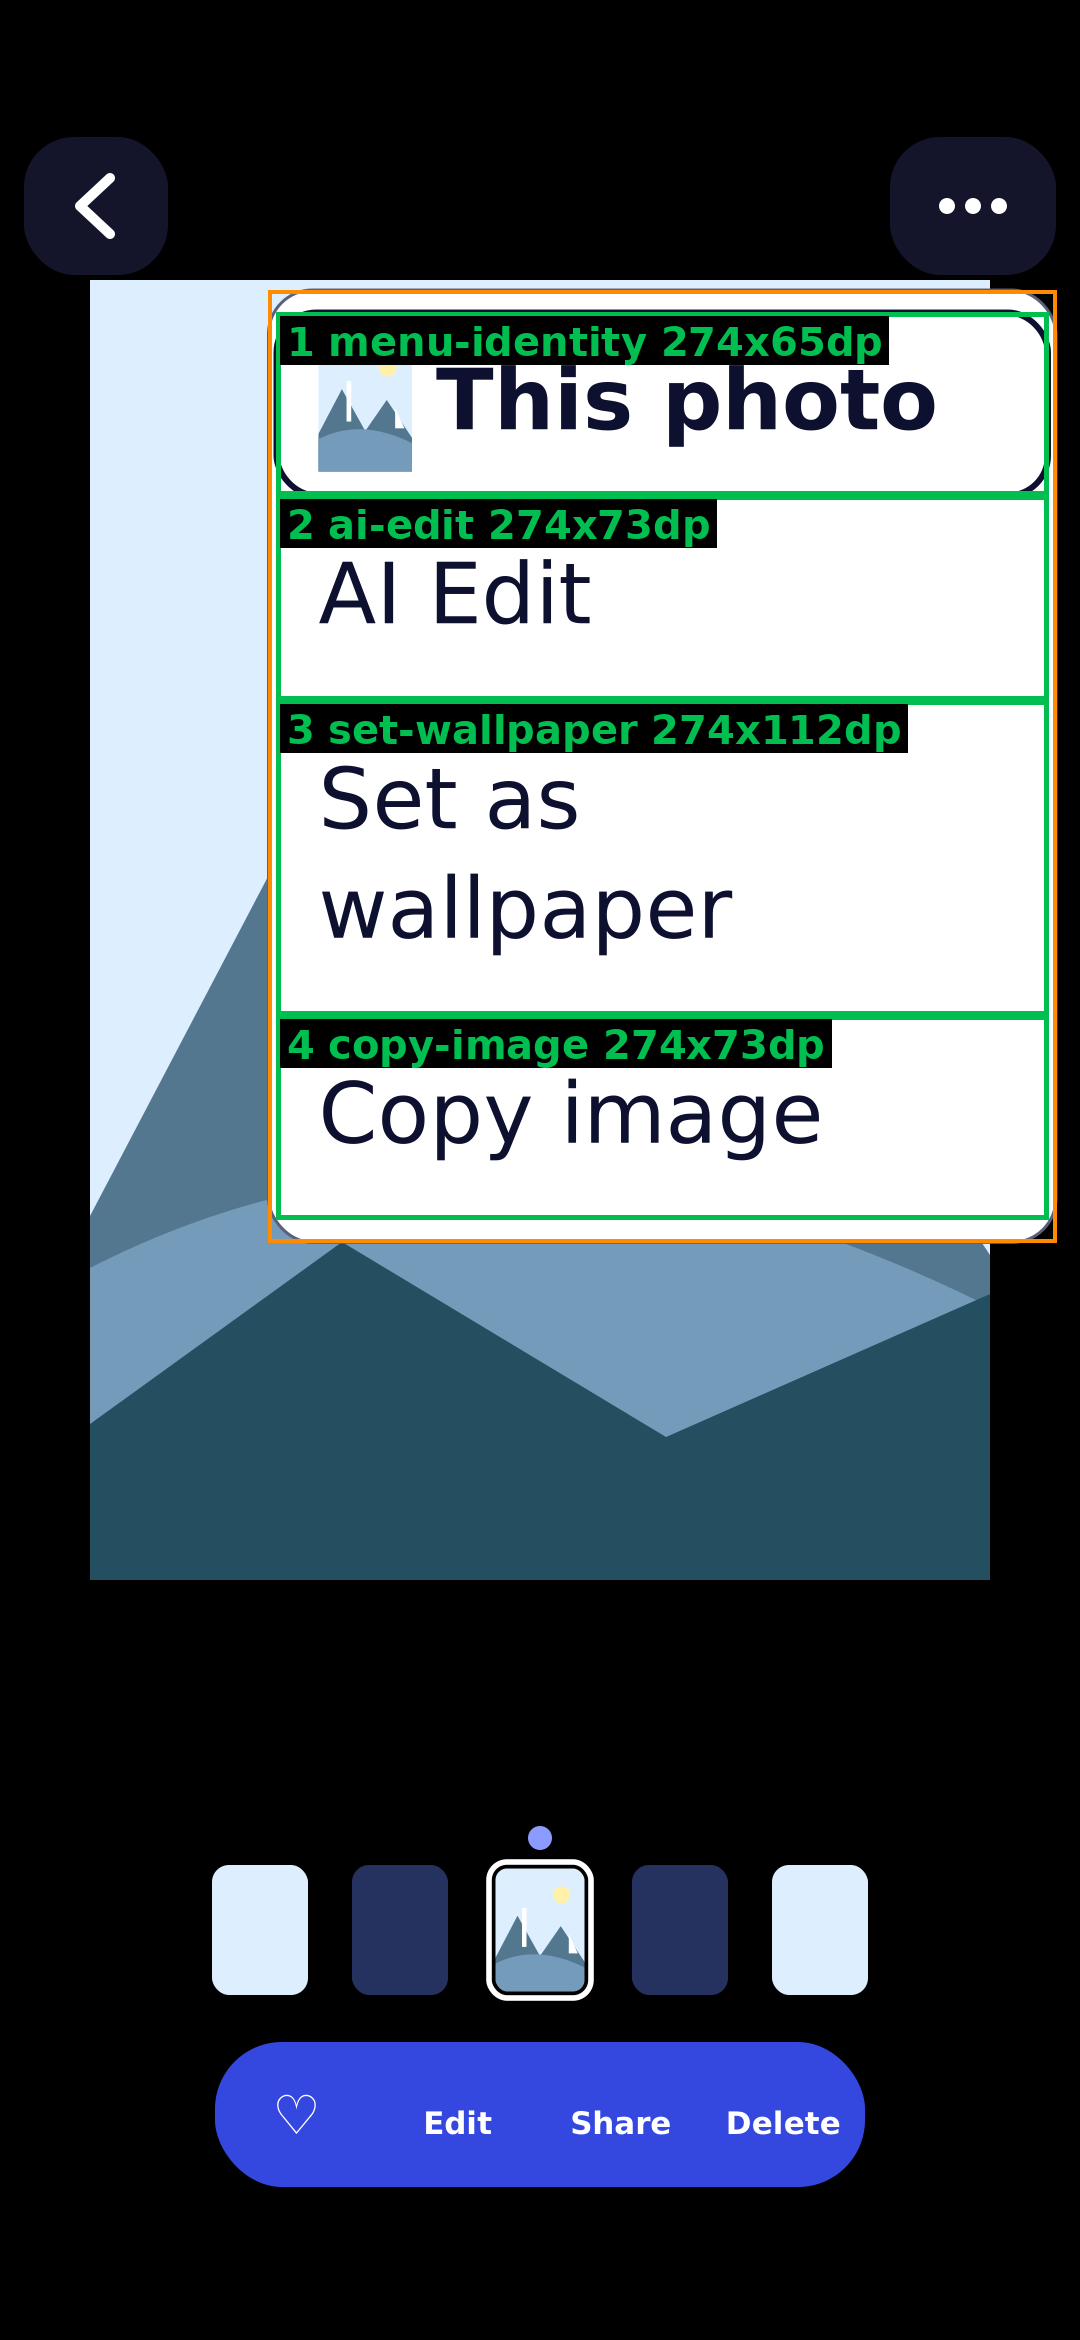 1 menu-identity 274x65dp
This photo
2 ai-edit 274x73dp
AI Edit
3 set-wallpaper 274x112dp
Set as
wallpaper
4 copy-image 274x73dp
Copy image
♡ Edit Share Delete